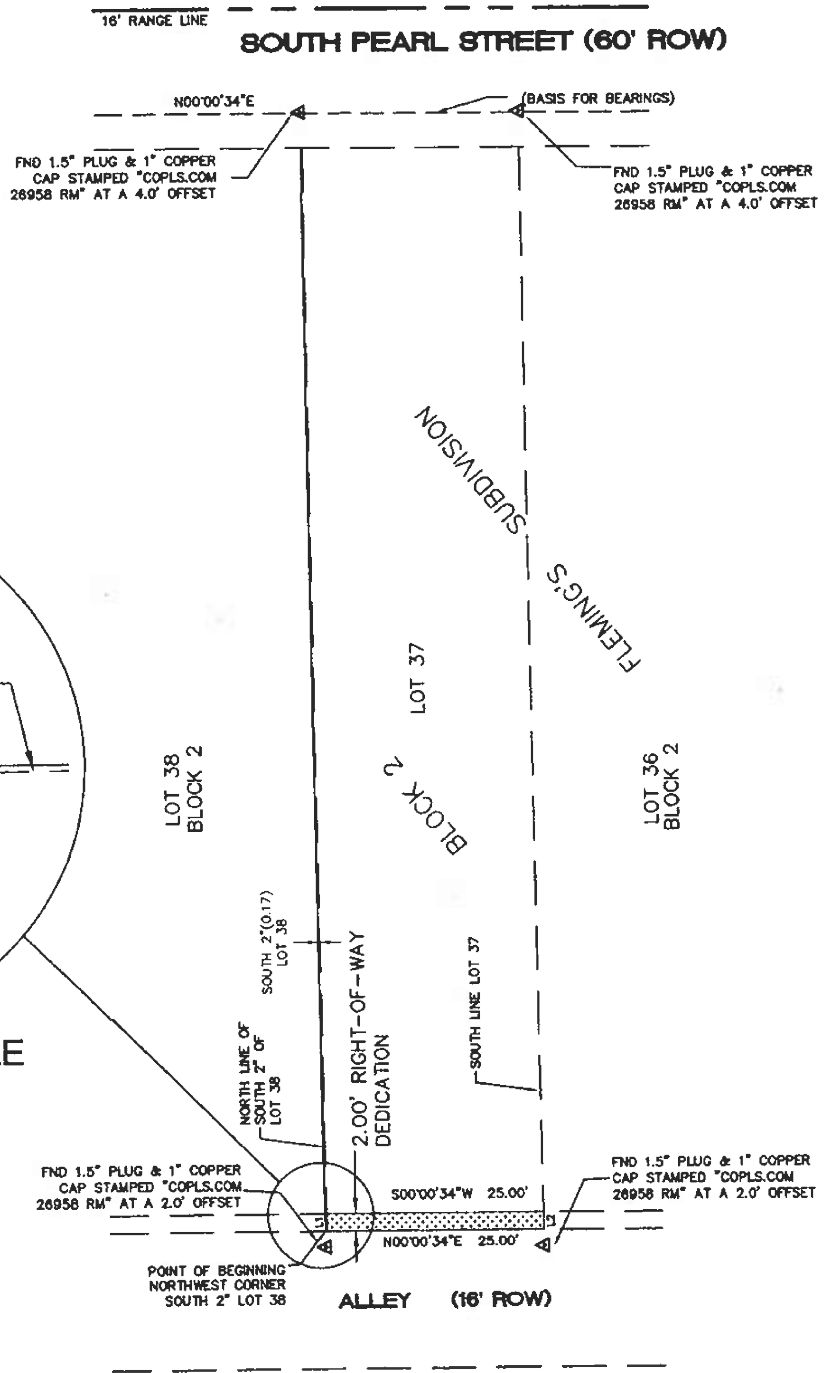 16' RANGE LINE
SOUTH PEARL STREET (60' ROW)
N00°00'34"E
(BASIS FOR BEARINGS)
FND 1.5" PLUG & 1" COPPER
CAP STAMPED "COPLS.COM
26958 RM" AT A 4.0' OFFSET
FND 1.5" PLUG & 1" COPPER
CAP STAMPED "COPLS.COM
26958 RM" AT A 4.0' OFFSET
FLEMING'S SUBDIVISION
BLOCK 2
LOT 37
LOT 38
BLOCK 2
LOT 36
BLOCK 2
SOUTH 2"(0.17)
LOT 38
2.00' RIGHT-OF-WAY
DEDICATION
SOUTH LINE LOT 37
NORTH LINE OF
SOUTH 2" OF
LOT 38
LE
FND 1.5" PLUG & 1" COPPER
CAP STAMPED "COPLS.COM
26958 RM" AT A 2.0' OFFSET
FND 1.5" PLUG & 1" COPPER
CAP STAMPED "COPLS.COM
26958 RM" AT A 2.0' OFFSET
S00°00'34"W 25.00'
L1
L2
N00°00'34"E 25.00'
POINT OF BEGINNING
NORTHWEST CORNER
SOUTH 2" LOT 38
ALLEY (16' ROW)